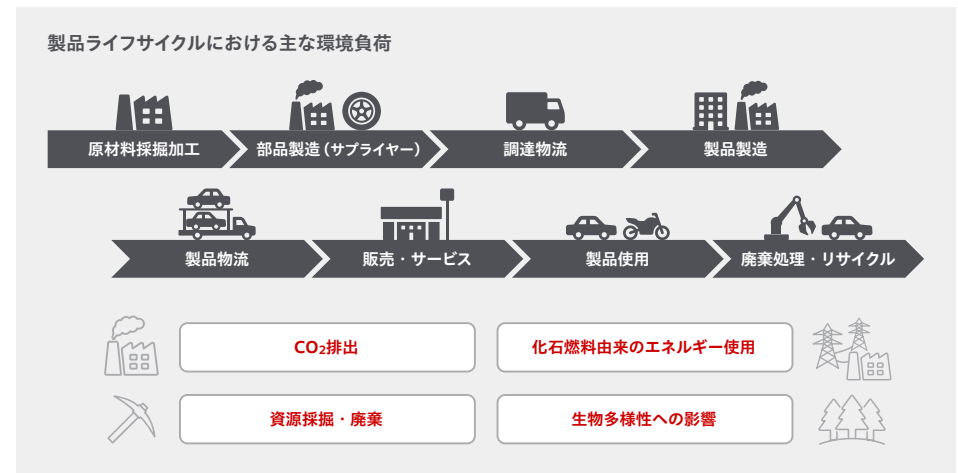 製品ライフサイクルにおける主な環境負荷
原材料採掘加工
部品製造（サプライヤー）
調達物流
製品製造
製品物流
販売・サービス
製品使用
廃棄処理・リサイクル
CO₂排出
化石燃料由来のエネルギー使用
資源採掘・廃棄
生物多様性への影響